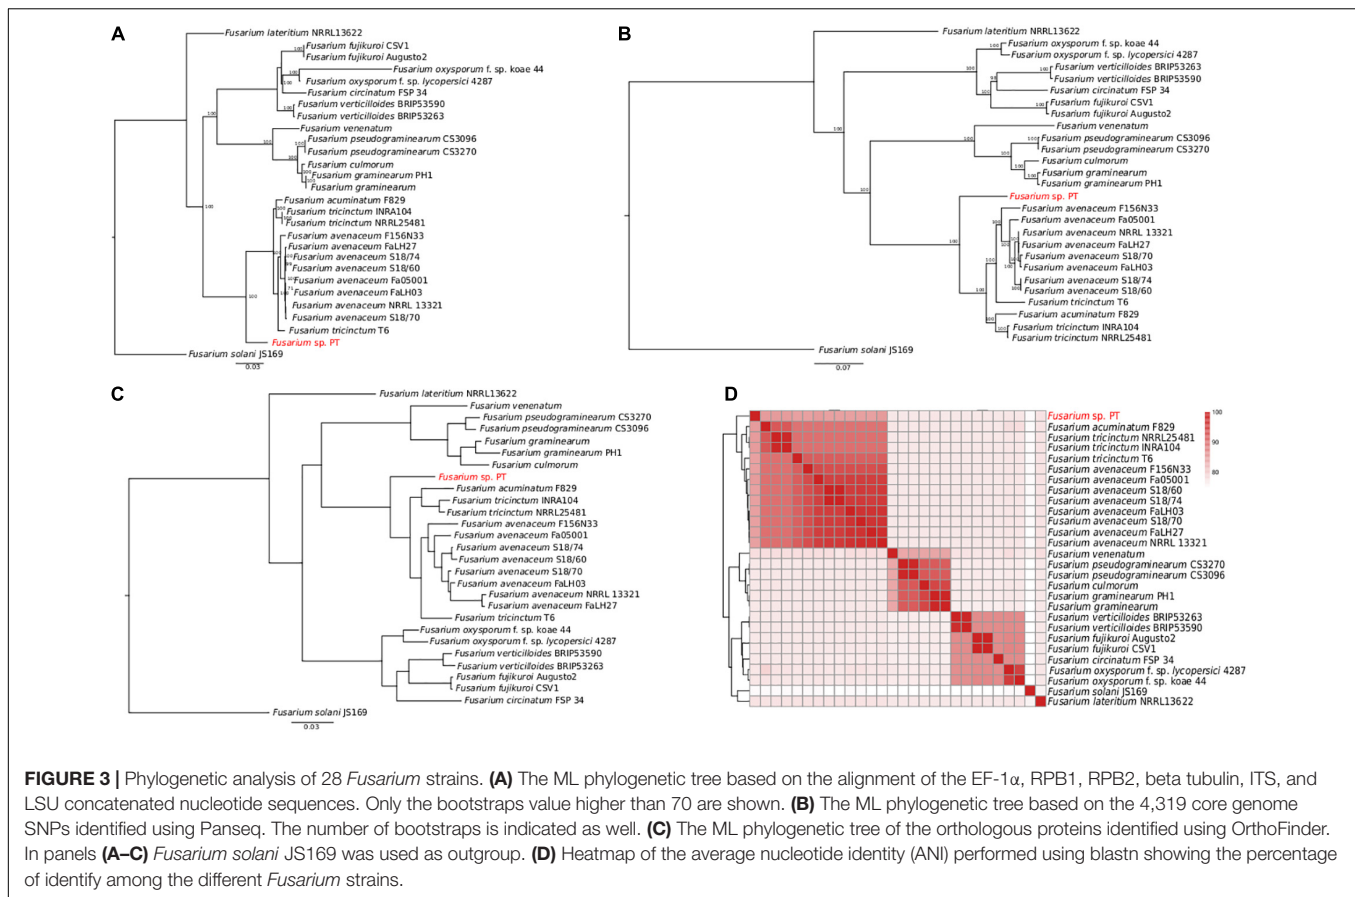 A
Fusarium lateritium NRRL13622
Fusarium fujikuroi CSV1
Fusarium fujikuroi Augusto2
Fusarium oxysporum f. sp. koae 44
Fusarium oxysporum f. sp. lycopersici 4287
Fusarium circinatum FSP 34
Fusarium verticilloides BRIP53590
Fusarium verticilloides BRIP53263
Fusarium venenatum
Fusarium pseudograminearum CS3096
Fusarium pseudograminearum CS3270
Fusarium culmorum
Fusarium graminearum PH1
Fusarium graminearum
Fusarium acuminatum F829
Fusarium tricinctum INRA104
Fusarium tricinctum NRRL25481
Fusarium avenaceum F156N33
Fusarium avenaceum FaLH27
Fusarium avenaceum S18/74
Fusarium avenaceum S18/60
Fusarium avenaceum Fa05001
Fusarium avenaceum FaLH03
Fusarium avenaceum NRRL 13321
Fusarium avenaceum S18/70
Fusarium tricinctum T6
Fusarium sp. PT
Fusarium solani JS169
0.03
B
Fusarium lateritium NRRL13622
Fusarium oxysporum f. sp. koae 44
Fusarium oxysporum f. sp. lycopersici 4287
Fusarium verticilloides BRIP53263
Fusarium verticilloides BRIP53590
Fusarium circinatum FSP 34
Fusarium fujikuroi CSV1
Fusarium fujikuroi Augusto2
Fusarium venenatum
Fusarium pseudograminearum CS3096
Fusarium pseudograminearum CS3270
Fusarium culmorum
Fusarium graminearum
Fusarium graminearum PH1
Fusarium sp. PT
Fusarium avenaceum F156N33
Fusarium avenaceum Fa05001
Fusarium avenaceum NRRL 13321
Fusarium avenaceum FaLH27
Fusarium avenaceum S18/70
Fusarium avenaceum FaLH03
Fusarium avenaceum S18/74
Fusarium avenaceum S18/60
Fusarium tricinctum T6
Fusarium acuminatum F829
Fusarium tricinctum INRA104
Fusarium tricinctum NRRL25481
Fusarium solani JS169
0.07
C
Fusarium lateritium NRRL13622
Fusarium venenatum
Fusarium pseudograminearum CS3270
Fusarium pseudograminearum CS3096
Fusarium graminearum
Fusarium graminearum PH1
Fusarium culmorum
Fusarium sp. PT
Fusarium acuminatum F829
Fusarium tricinctum INRA104
Fusarium tricinctum NRRL25481
Fusarium avenaceum F156N33
Fusarium avenaceum Fa05001
Fusarium avenaceum S18/74
Fusarium avenaceum S18/60
Fusarium avenaceum S18/70
Fusarium avenaceum FaLH03
Fusarium avenaceum NRRL 13321
Fusarium avenaceum FaLH27
Fusarium tricinctum T6
Fusarium oxysporum f. sp. koae 44
Fusarium oxysporum f. sp. lycopersici 4287
Fusarium verticilloides BRIP53590
Fusarium verticilloides BRIP53263
Fusarium fujikuroi Augusto2
Fusarium fujikuroi CSV1
Fusarium circinatum FSP 34
Fusarium solani JS169
0.03
D
Fusarium sp. PT
Fusarium acuminatum F829
Fusarium tricinctum NRRL25481
Fusarium tricinctum INRA104
Fusarium tricinctum T6
Fusarium avenaceum F156N33
Fusarium avenaceum Fa05001
Fusarium avenaceum S18/60
Fusarium avenaceum S18/74
Fusarium avenaceum FaLH03
Fusarium avenaceum S18/70
Fusarium avenaceum FaLH27
Fusarium avenaceum NRRL 13321
Fusarium venenatum
Fusarium pseudograminearum CS3270
Fusarium pseudograminearum CS3096
Fusarium culmorum
Fusarium graminearum PH1
Fusarium graminearum
Fusarium verticilloides BRIP53263
Fusarium verticilloides BRIP53590
Fusarium fujikuroi Augusto2
Fusarium fujikuroi CSV1
Fusarium circinatum FSP 34
Fusarium oxysporum f. sp. lycopersici 4287
Fusarium oxysporum f. sp. koae 44
Fusarium solani JS169
Fusarium lateritium NRRL13622
100
90
80
FIGURE 3 | Phylogenetic analysis of 28 Fusarium strains. (A) The ML phylogenetic tree based on the alignment of the EF-1α, RPB1, RPB2, beta tubulin, ITS, and
LSU concatenated nucleotide sequences. Only the bootstraps value higher than 70 are shown. (B) The ML phylogenetic tree based on the 4,319 core genome
SNPs identified using Panseq. The number of bootstraps is indicated as well. (C) The ML phylogenetic tree of the orthologous proteins identified using OrthoFinder.
In panels (A–C) Fusarium solani JS169 was used as outgroup. (D) Heatmap of the average nucleotide identity (ANI) performed using blastn showing the percentage
of identify among the different Fusarium strains.